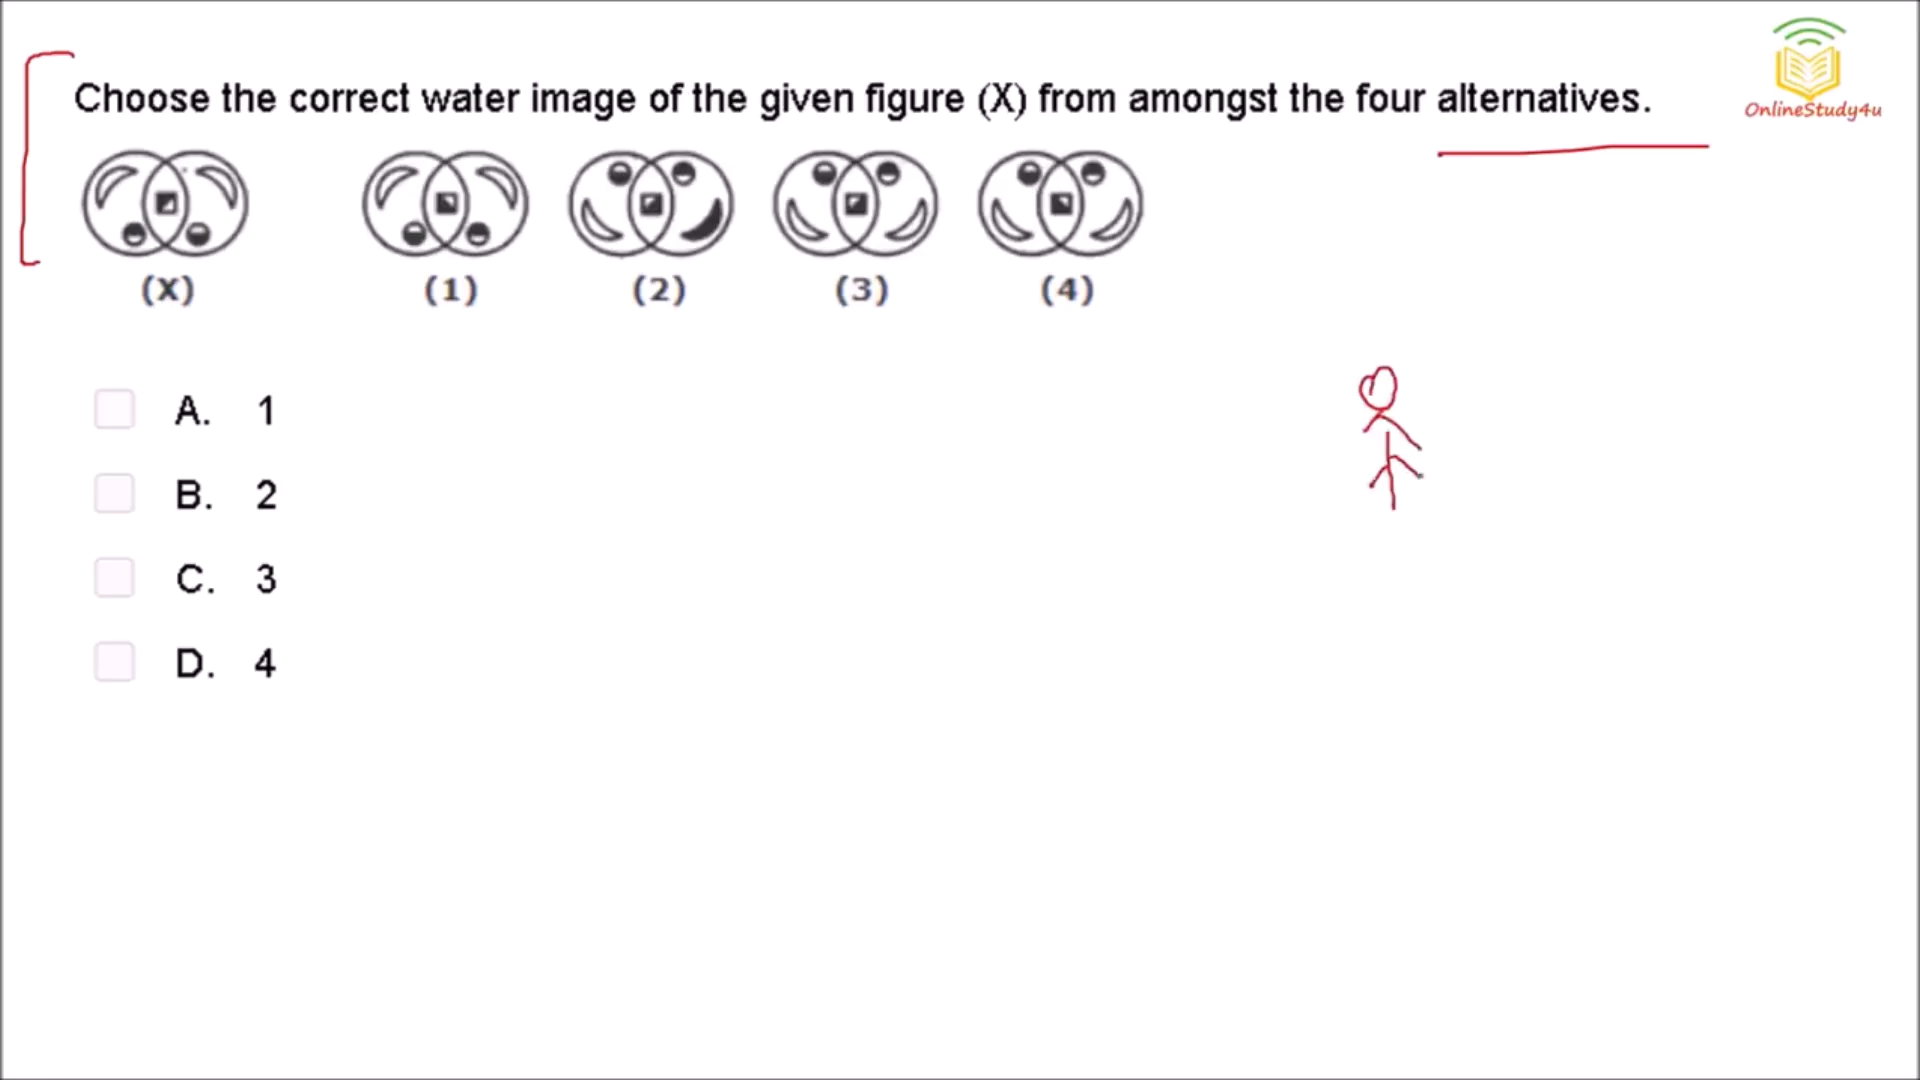 OnlineStudy4u
Choose the correct water image of the given figure (X) from amongst the four alternatives.
(X) (1) (2) (3) (4)
A. 1
B. 2
C. 3
D. 4